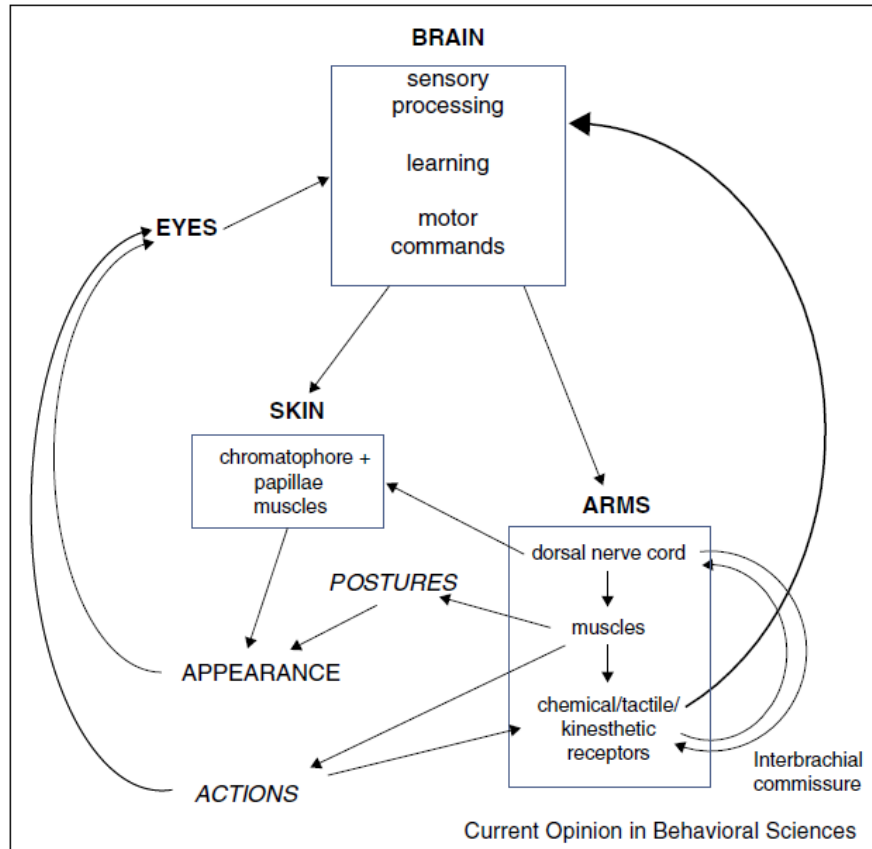 BRAIN
sensory
processing
learning
motor
commands
EYES
SKIN
chromatophore +
papillae
muscles
ARMS
dorsal nerve cord
POSTURES
muscles
APPEARANCE
chemical/tactile/
kinesthetic
receptors
Interbrachial
commissure
ACTIONS
Current Opinion in Behavioral Sciences